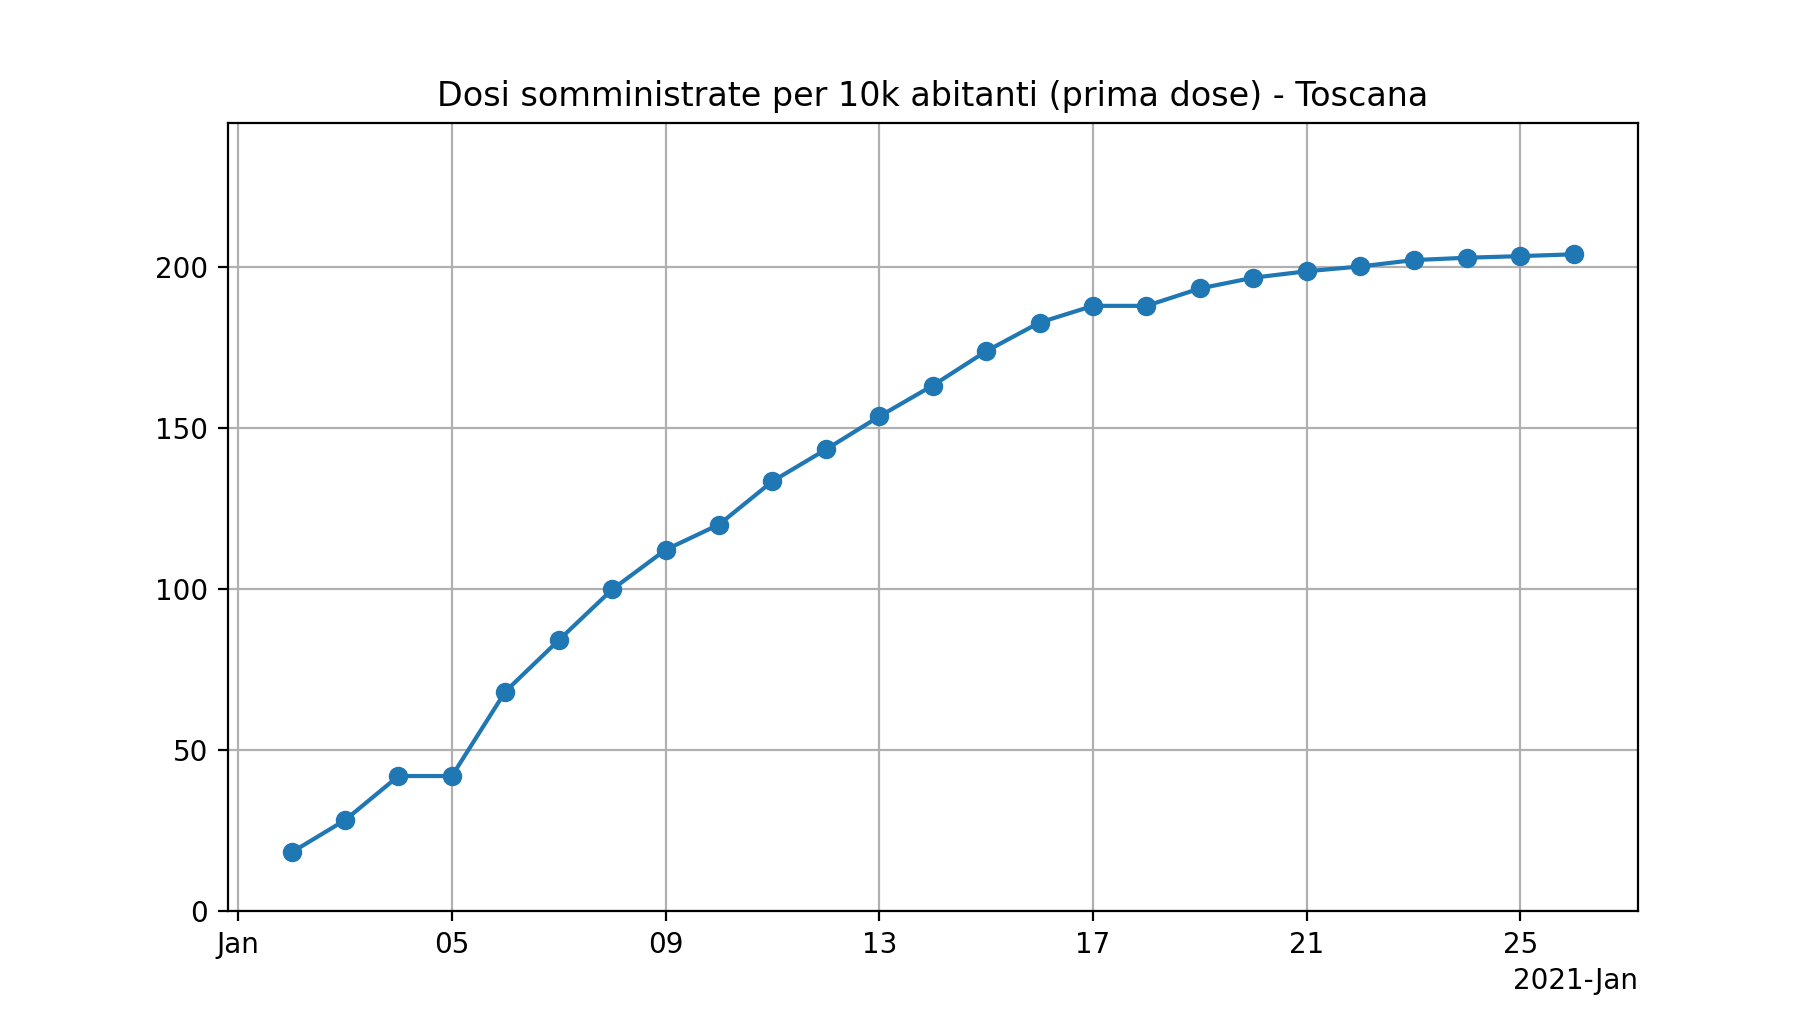 Dosi somministrate per 10k abitanti (prima dose) - Toscana
200
150
100
50
0
Jan 05 09 13 17 21 25
2021-Jan